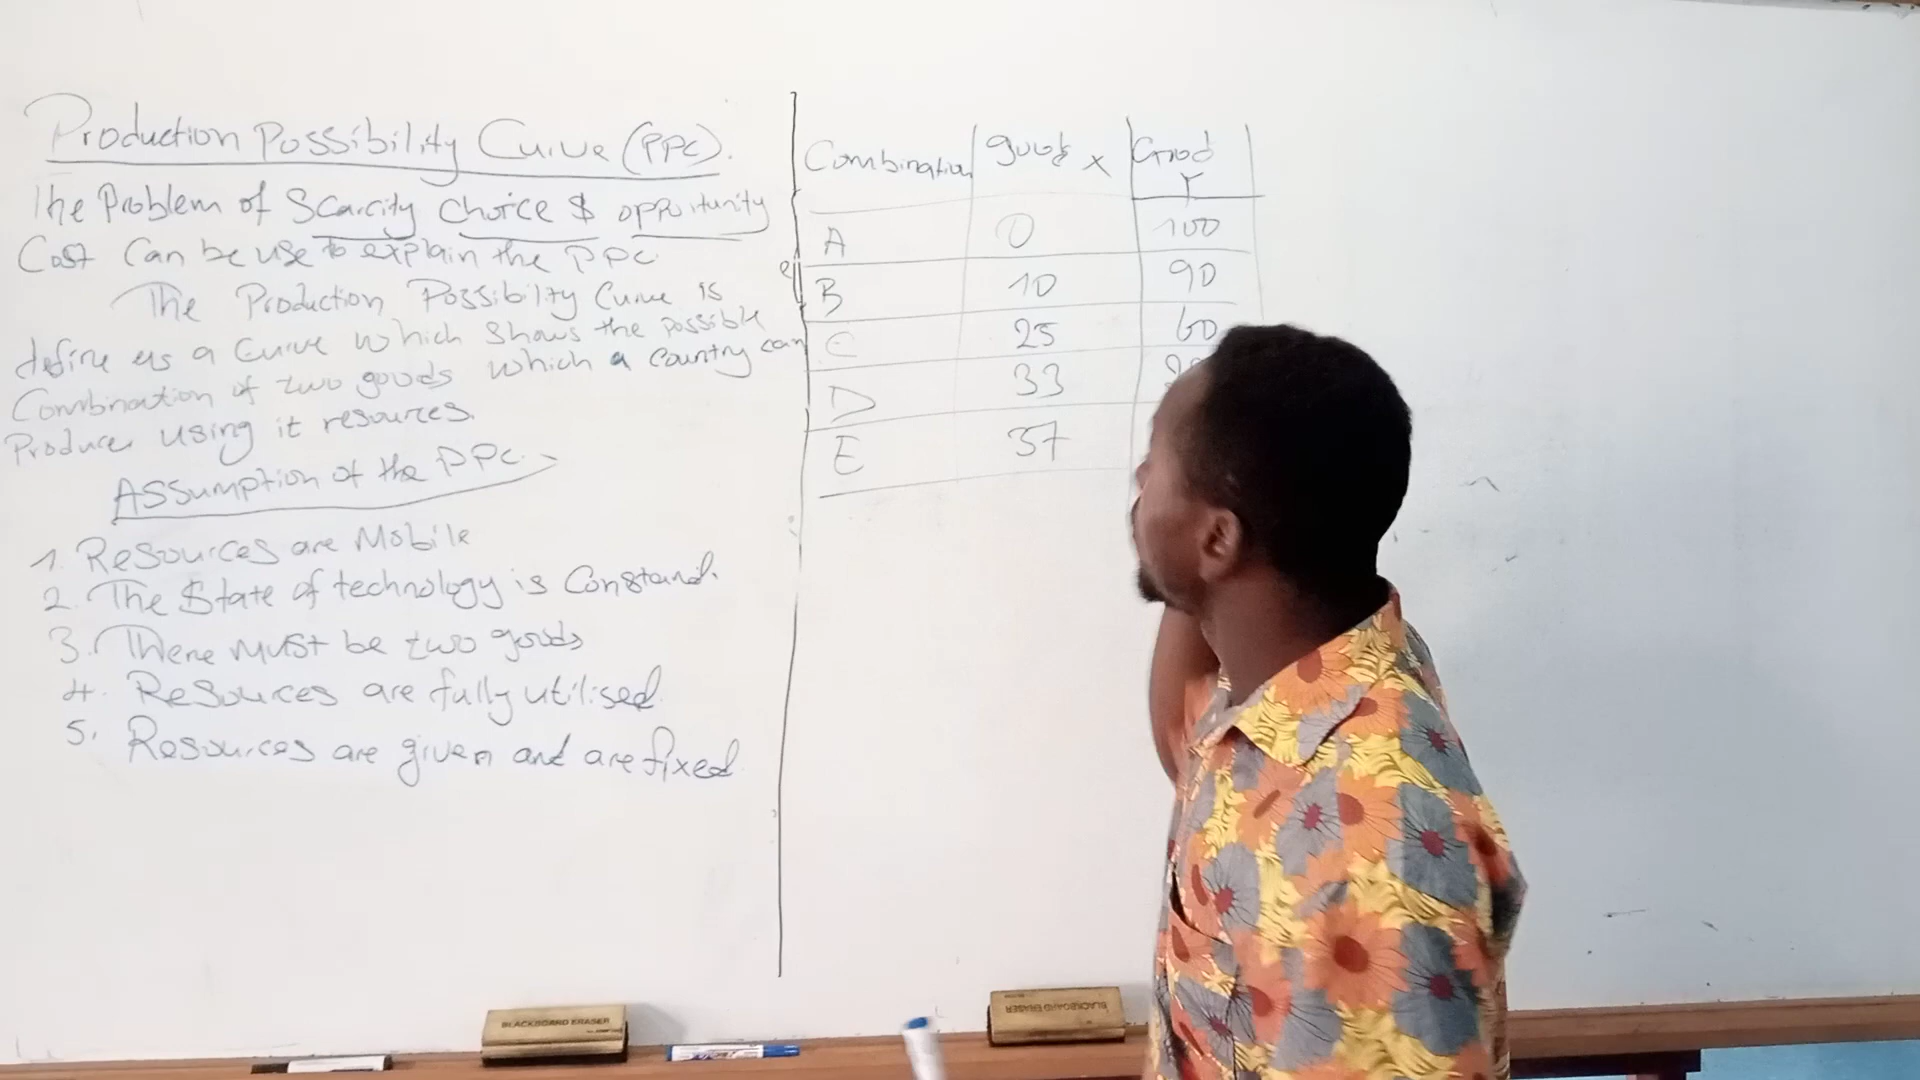 Production Possibility Curve (PPC).
The Problem of Scarcity Choice $ opportunity
Cost Can be use to explain the PPC.
The Production Possibility Curve is
define as a Curve which shows the possible
Combination of two goods which a Country can
Produce using it resources.
Assumption of the PPC.
1. Resources are Mobile
2. The State of technology is Constand.
3. There must be two goods
4. Resources are fully utilised.
5. Resources are given and are fixed
Combination Good X Good Y
A 0 100
B 10 90
C 25 60
D 33
E 37
BLACKBOARD ERASER
BLACKBOARD ERASER